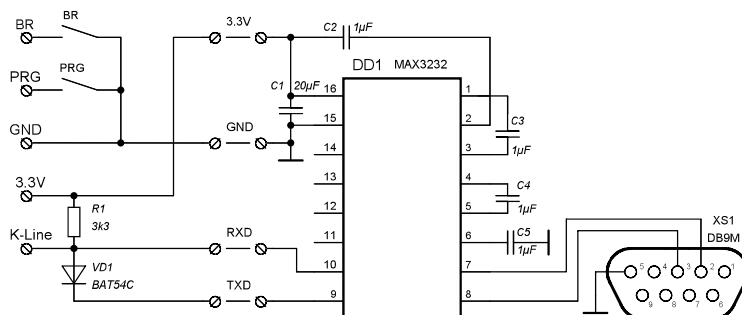 BR
BR
3.3V
C2
1µF
DD1 MAX3232
PRG
PRG
C1
20µF
16
1
15
2
C3
1µF
GND
GND
14
3
3.3V
13
4
C4
1µF
R1
3k3
12
5
K-Line
RXD
11
6
C5
1µF
XS1
DB9M
10
7
5 4 3 2 1
VD1
BAT54C
TXD
9
8
9 8 7 6